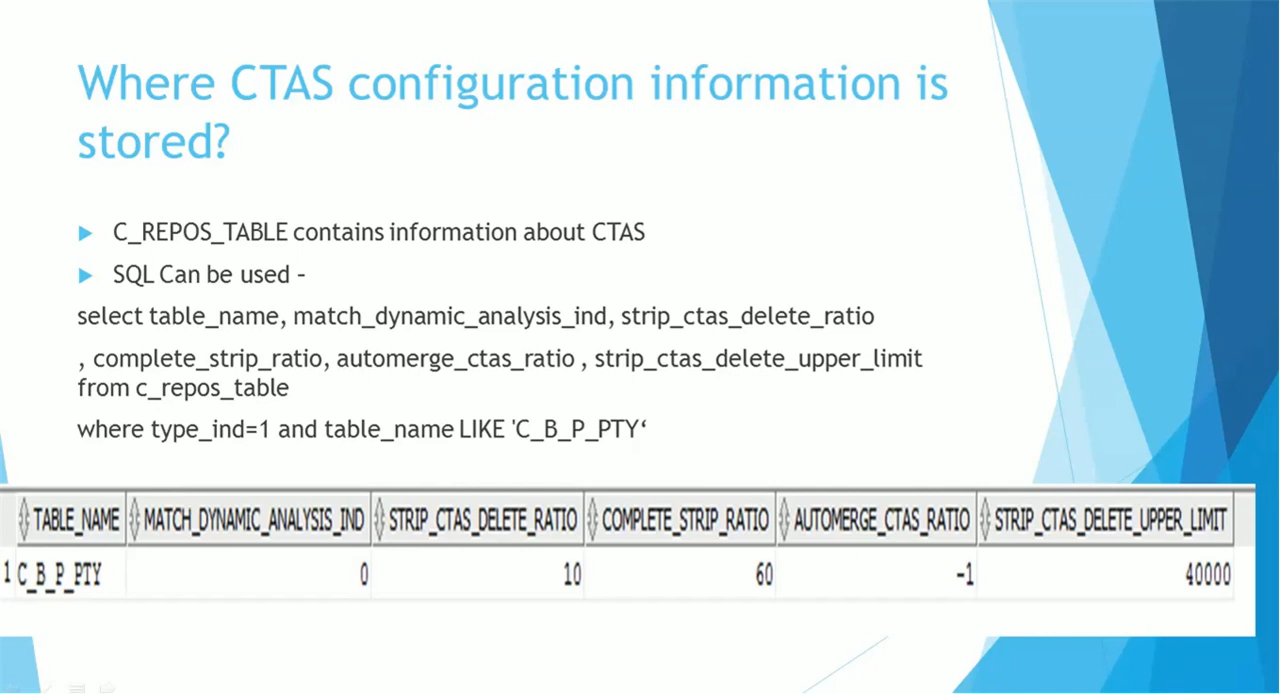 Where CTAS configuration information is
stored?
C_REPOS_TABLE contains information about CTAS
SQL Can be used –
select table_name, match_dynamic_analysis_ind, strip_ctas_delete_ratio
, complete_strip_ratio, automerge_ctas_ratio , strip_ctas_delete_upper_limit
from c_repos_table
where type_ind=1 and table_name LIKE 'C_B_P_PTY‘
TABLE_NAME MATCH_DYNAMIC_ANALYSIS_IND STRIP_CTAS_DELETE_RATIO COMPLETE_STRIP_RATIO AUTOMERGE_CTAS_RATIO STRIP_CTAS_DELETE_UPPER_LIMIT
1 C_B_P_PTY 0 10 60 -1 40000